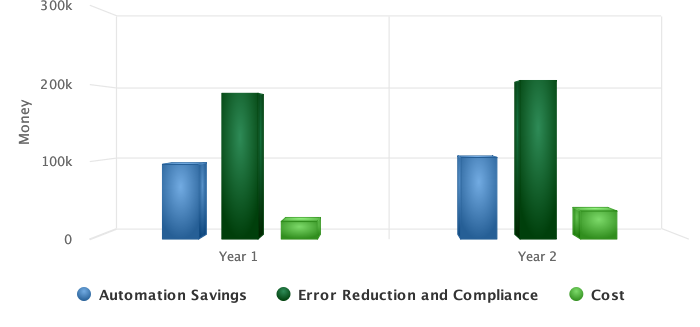 300k
200k
100k
0
Money
Year 1
Year 2
Automation Savings
Error Reduction and Compliance
Cost